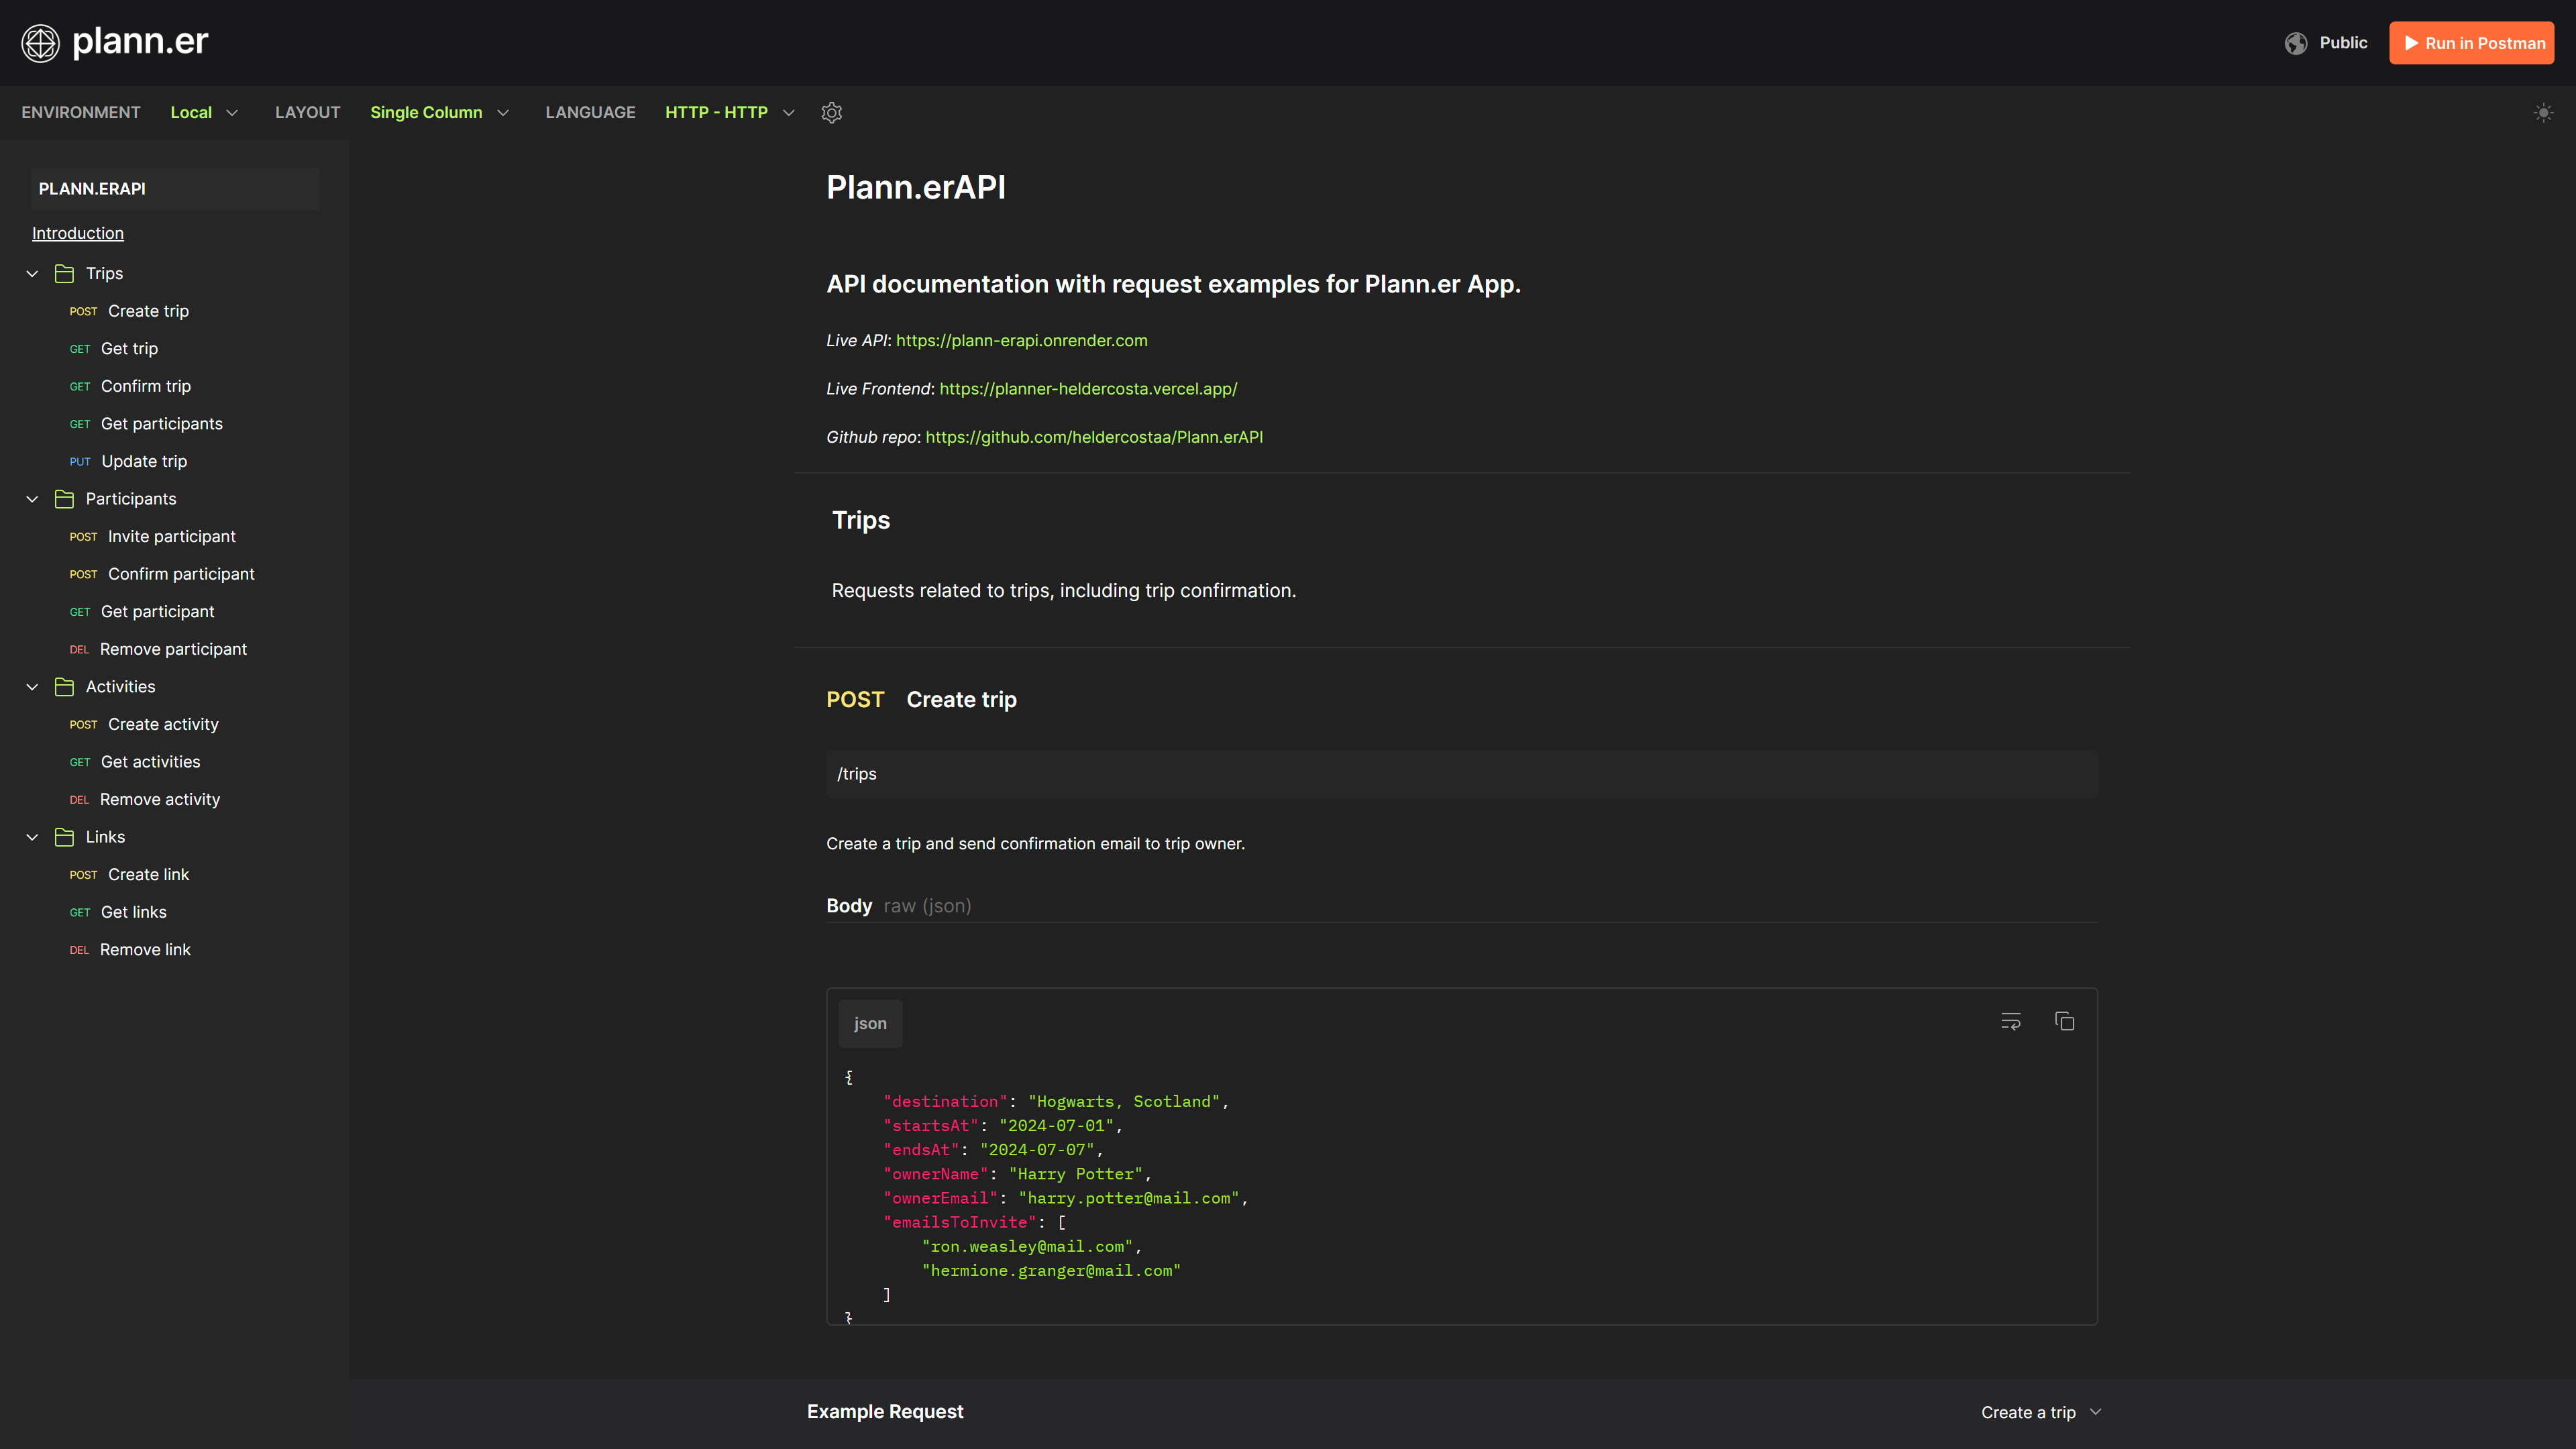 plann.er
Public
Run in Postman
ENVIRONMENT Local LAYOUT Single Column LANGUAGE HTTP - HTTP
PLANN.ERAPI
Introduction
Trips
POST Create trip
GET Get trip
GET Confirm trip
GET Get participants
PUT Update trip
Participants
POST Invite participant
POST Confirm participant
GET Get participant
DEL Remove participant
Activities
POST Create activity
GET Get activities
DEL Remove activity
Links
POST Create link
GET Get links
DEL Remove link
Plann.erAPI
API documentation with request examples for Plann.er App.
Live API: https://plann-erapi.onrender.com
Live Frontend: https://planner-heldercosta.vercel.app/
Github repo: https://github.com/heldercostaa/Plann.erAPI
Trips
Requests related to trips, including trip confirmation.
POST Create trip
/trips
Create a trip and send confirmation email to trip owner.
Body raw (json)
json
{
"destination": "Hogwarts, Scotland",
"startsAt": "2024-07-01",
"endsAt": "2024-07-07",
"ownerName": "Harry Potter",
"ownerEmail": "harry.potter@mail.com",
"emailsToInvite": [
"ron.weasley@mail.com",
"hermione.granger@mail.com"
]
}
Example Request
Create a trip